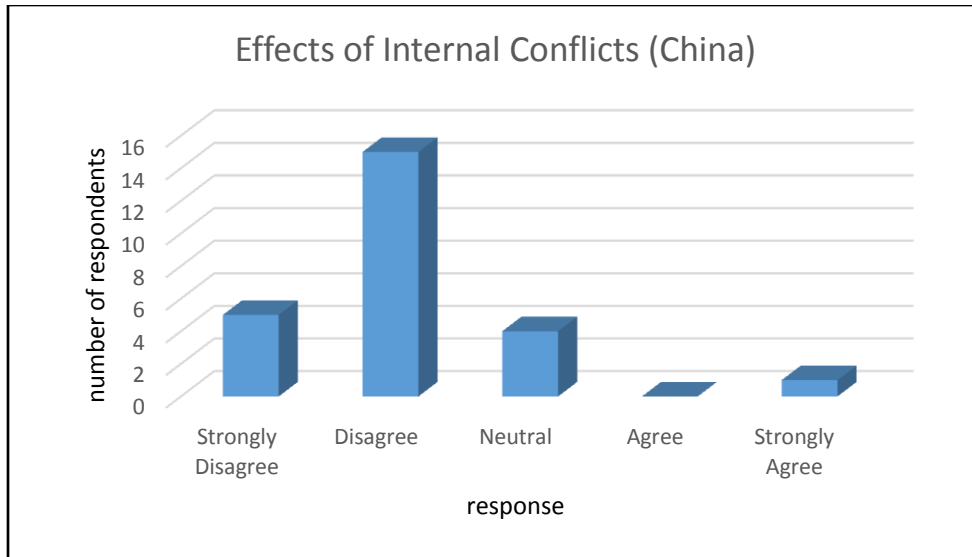 Effects of Internal Conflicts (China)
number of respondents
16
14
12
10
8
6
4
2
0
Strongly
Disagree
Disagree
Neutral
Agree
Strongly
Agree
response